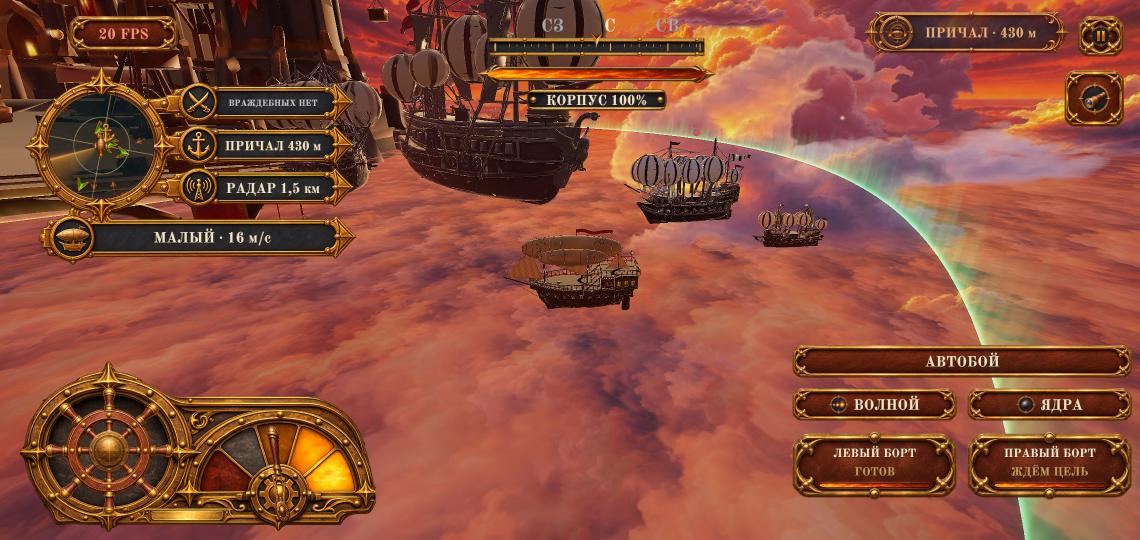 20 FPS
СЗ С СВ
ПРИЧАЛ · 430 м
КОРПУС 100%
ВРАЖДЕБНЫХ НЕТ
ПРИЧАЛ 430 м
РАДАР 1,5 км
МАЛЫЙ · 16 м/с
АВТОБОЙ
ВОЛНОЙ
ЯДРА
ЛЕВЫЙ БОРТ
ГОТОВ
ПРАВЫЙ БОРТ
ЖДЁМ ЦЕЛЬ